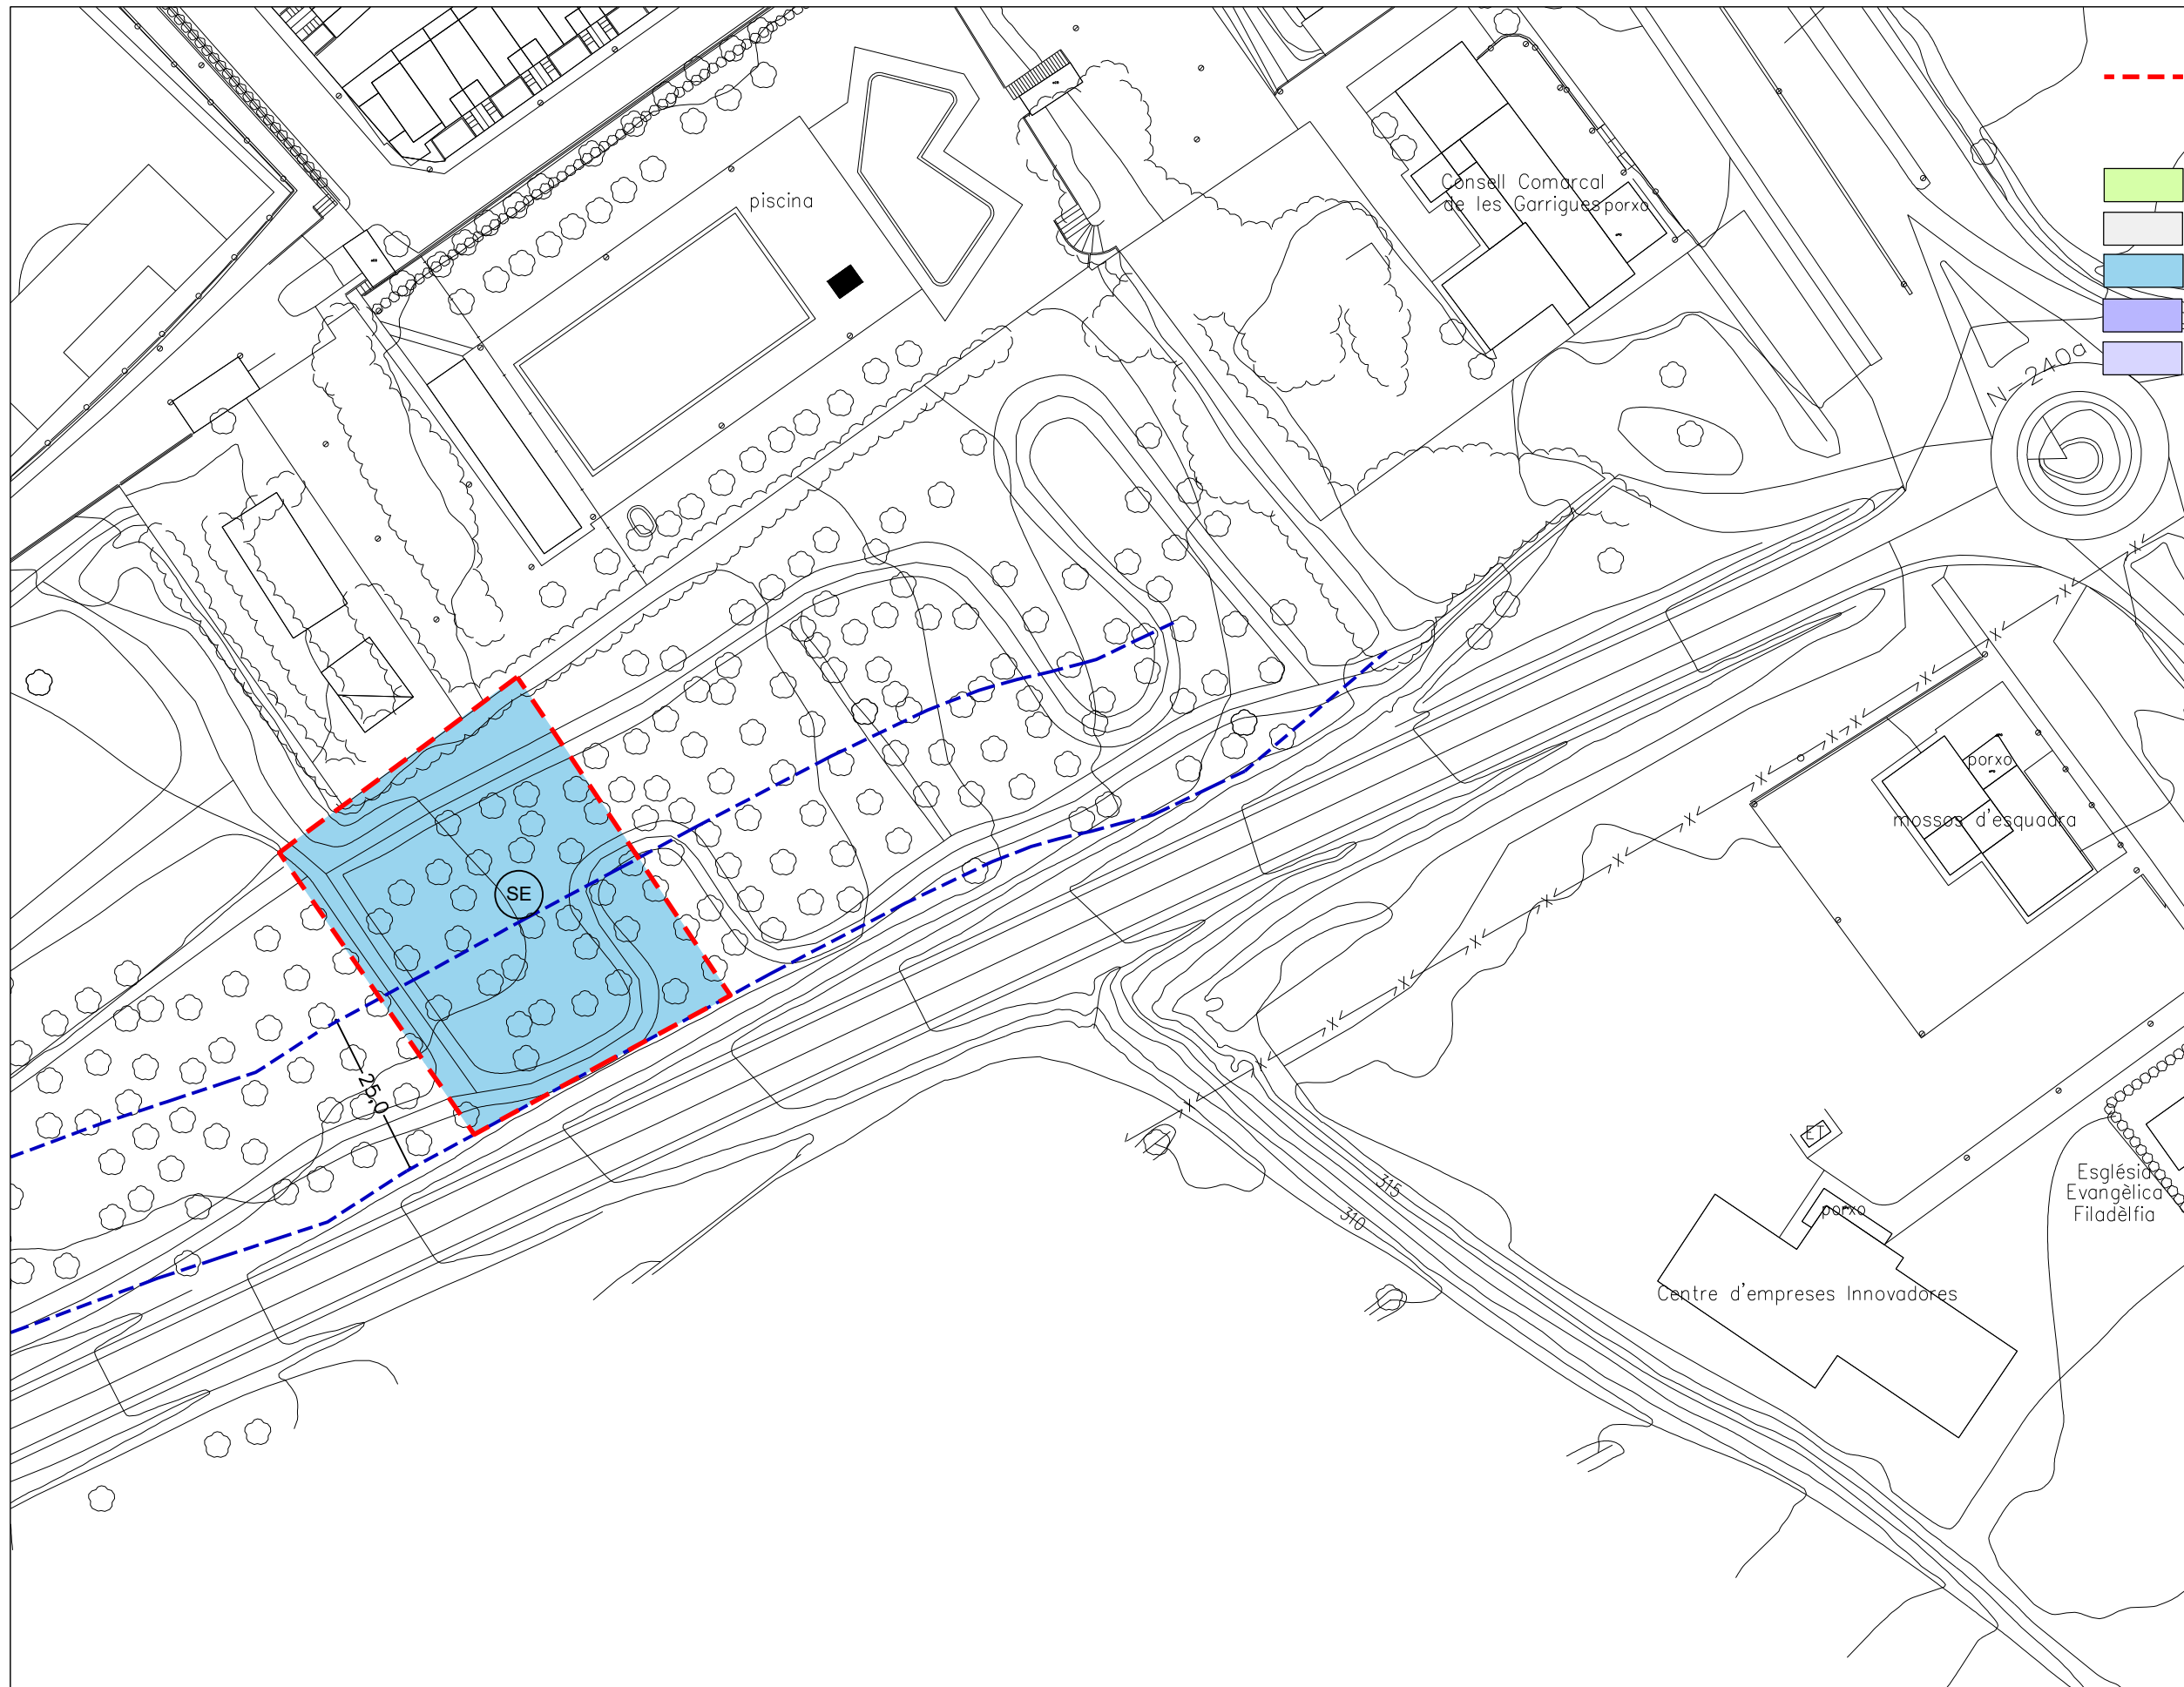 piscina
Consell Comarcal
de les Garrigues
porxo
N-240a
porxo
mossos d'esquadra
SE
25,0
ET
315
310
Església
Evangèlica
Filadèlfia
porxo
Centre d'empreses Innovadores